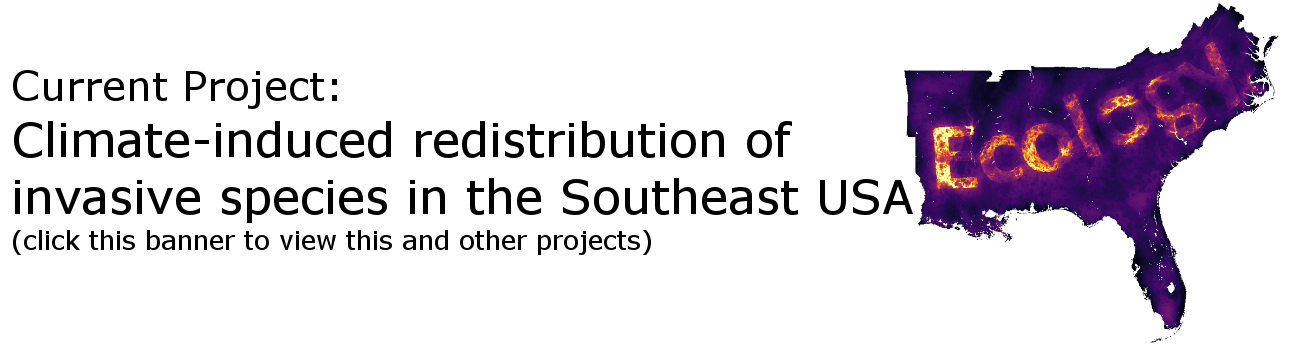 Current Project:
Climate-induced redistribution of
invasive species in the Southeast USA
(click this banner to view this and other projects)
Ecology